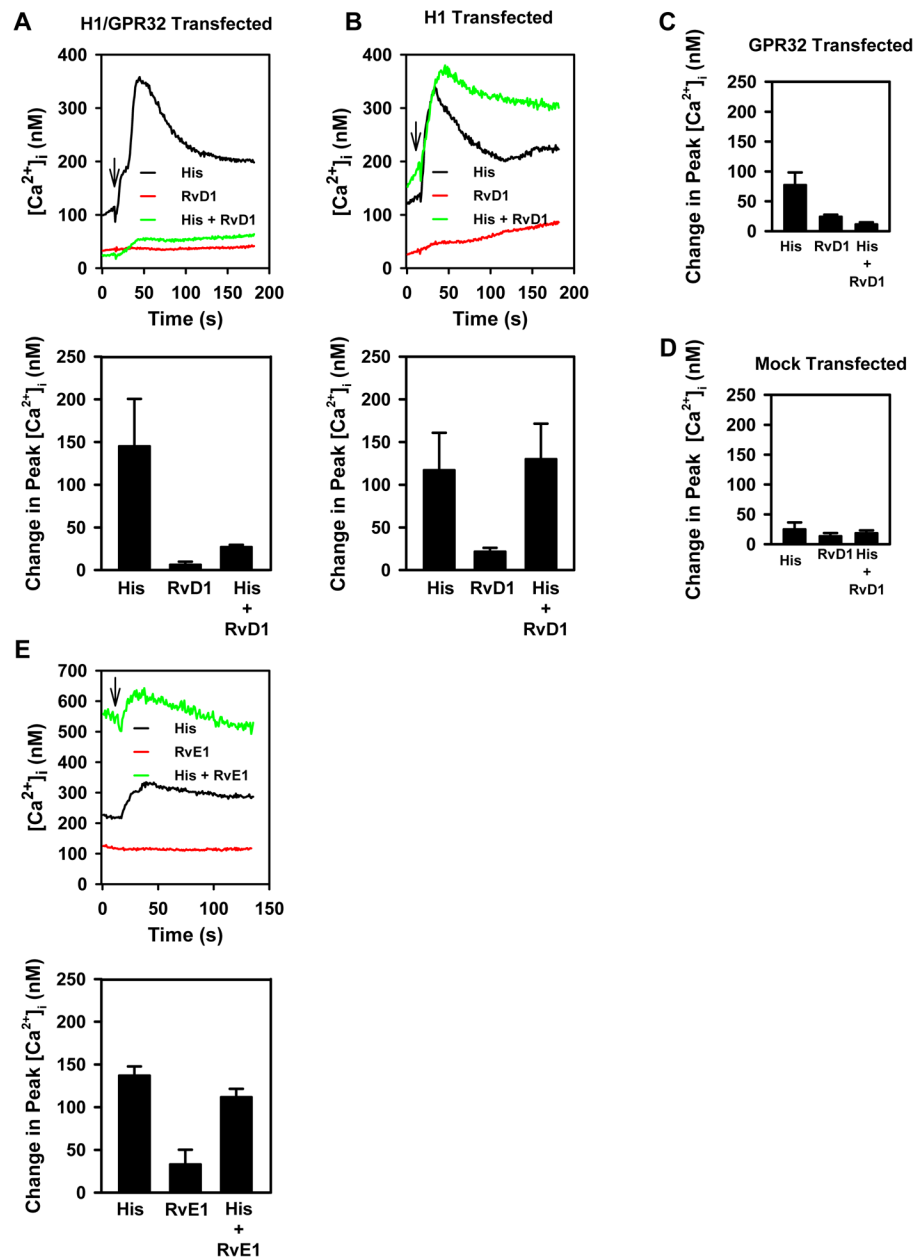 A
H1/GPR32 Transfected
400
300
200
100
0
[Ca²⁺]ᵢ (nM)
His
RvD1
His + RvD1
0 50 100 150 200
Time (s)
250
200
150
100
50
0
Change in Peak [Ca²⁺]ᵢ (nM)
His RvD1 His
+
RvD1
B
H1 Transfected
400
300
200
100
0
[Ca²⁺]ᵢ (nM)
His
RvD1
His + RvD1
0 50 100 150 200
Time (s)
250
200
150
100
50
0
Change in Peak [Ca²⁺]ᵢ (nM)
His RvD1 His
+
RvD1
C
GPR32 Transfected
250
200
150
100
50
0
Change in Peak [Ca²⁺]ᵢ (nM)
His RvD1 His
+
RvD1
D
Mock Transfected
250
200
150
100
50
0
Change in Peak [Ca²⁺]ᵢ (nM)
His RvD1 His
+
RvD1
E
700
600
500
400
300
200
100
0
[Ca²⁺]ᵢ (nM)
His
RvE1
His + RvE1
0 50 100 150
Time (s)
250
200
150
100
50
0
Change in Peak [Ca²⁺]ᵢ (nM)
His RvE1 His
+
RvE1